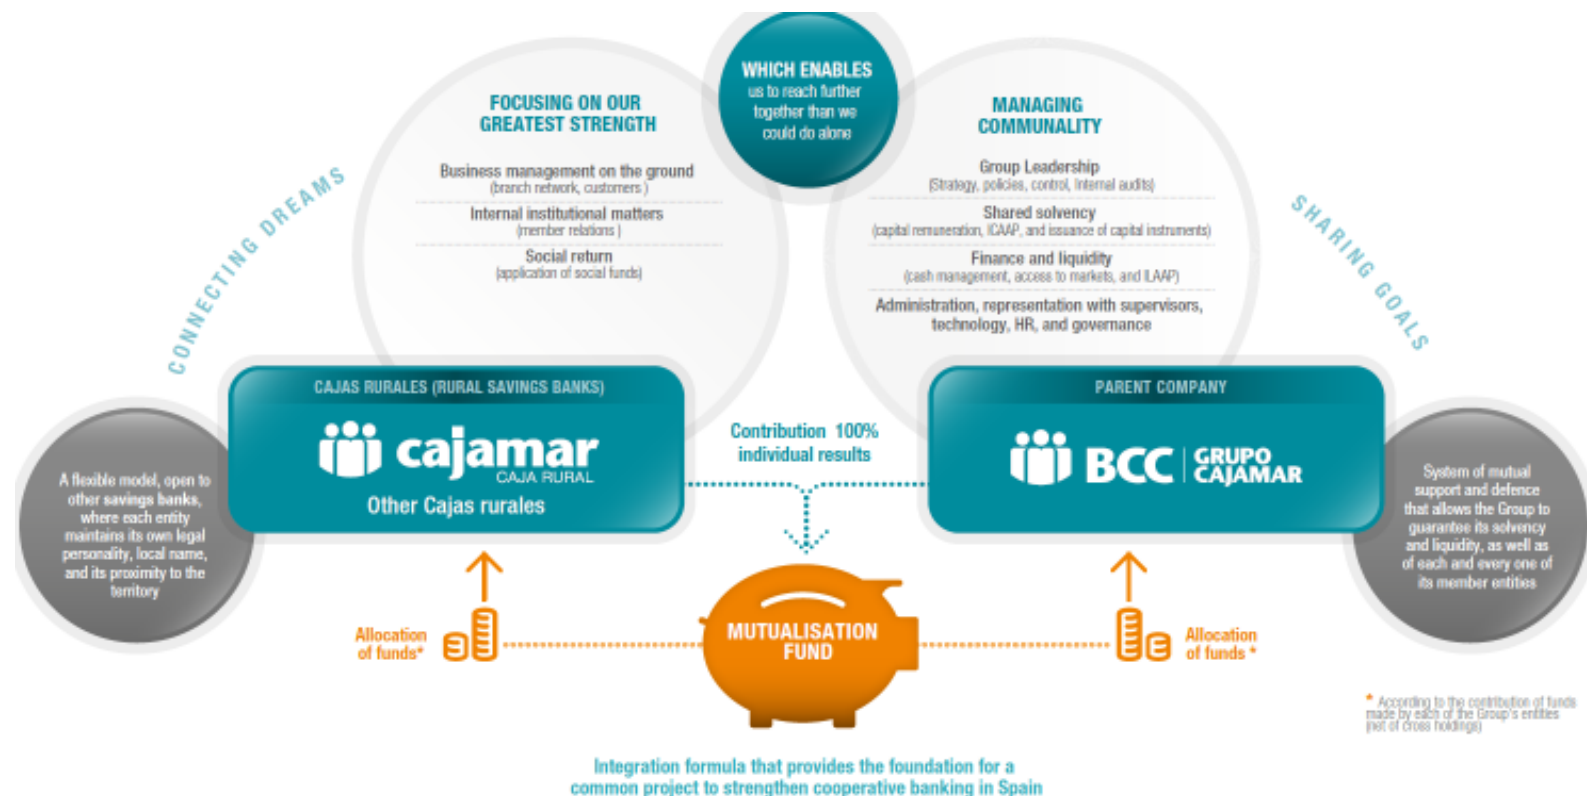 WHICH ENABLES
us to reach further
together than we
could do alone
FOCUSING ON OUR
GREATEST STRENGTH
Business management on the ground
(branch network, customers )
Internal institutional matters
(member relations )
Social return
(application of social funds)
MANAGING
COMMUNALITY
Group Leadership
(Strategy, policies, control, Internal audits)
Shared solvency
(capital remuneration, ICAAP, and issuance of capital instruments)
Finance and liquidity
(cash management, access to markets, and ILAAP)
Administration, representation with supervisors,
technology, HR, and governance
CONNECTING DREAMS
SHARING GOALS
CAJAS RURALES (RURAL SAVINGS BANKS)
cajamar
CAJA RURAL
Other Cajas rurales
PARENT COMPANY
BCC GRUPO
CAJAMAR
A flexible model, open to
other savings banks,
where each entity
maintains its own legal
personality, local name,
and its proximity to the
territory
Contribution 100%
individual results
System of mutual
support and defence
that allows the Group to
guarantee its solvency
and liquidity, as well as
of each and every one of
its member entities
Allocation
of funds*
MUTUALISATION
FUND
Allocation
of funds *
* According to the contribution of funds
made by each of the Group's entities
(net of cross holdings)
Integration formula that provides the foundation for a
common project to strengthen cooperative banking in Spain